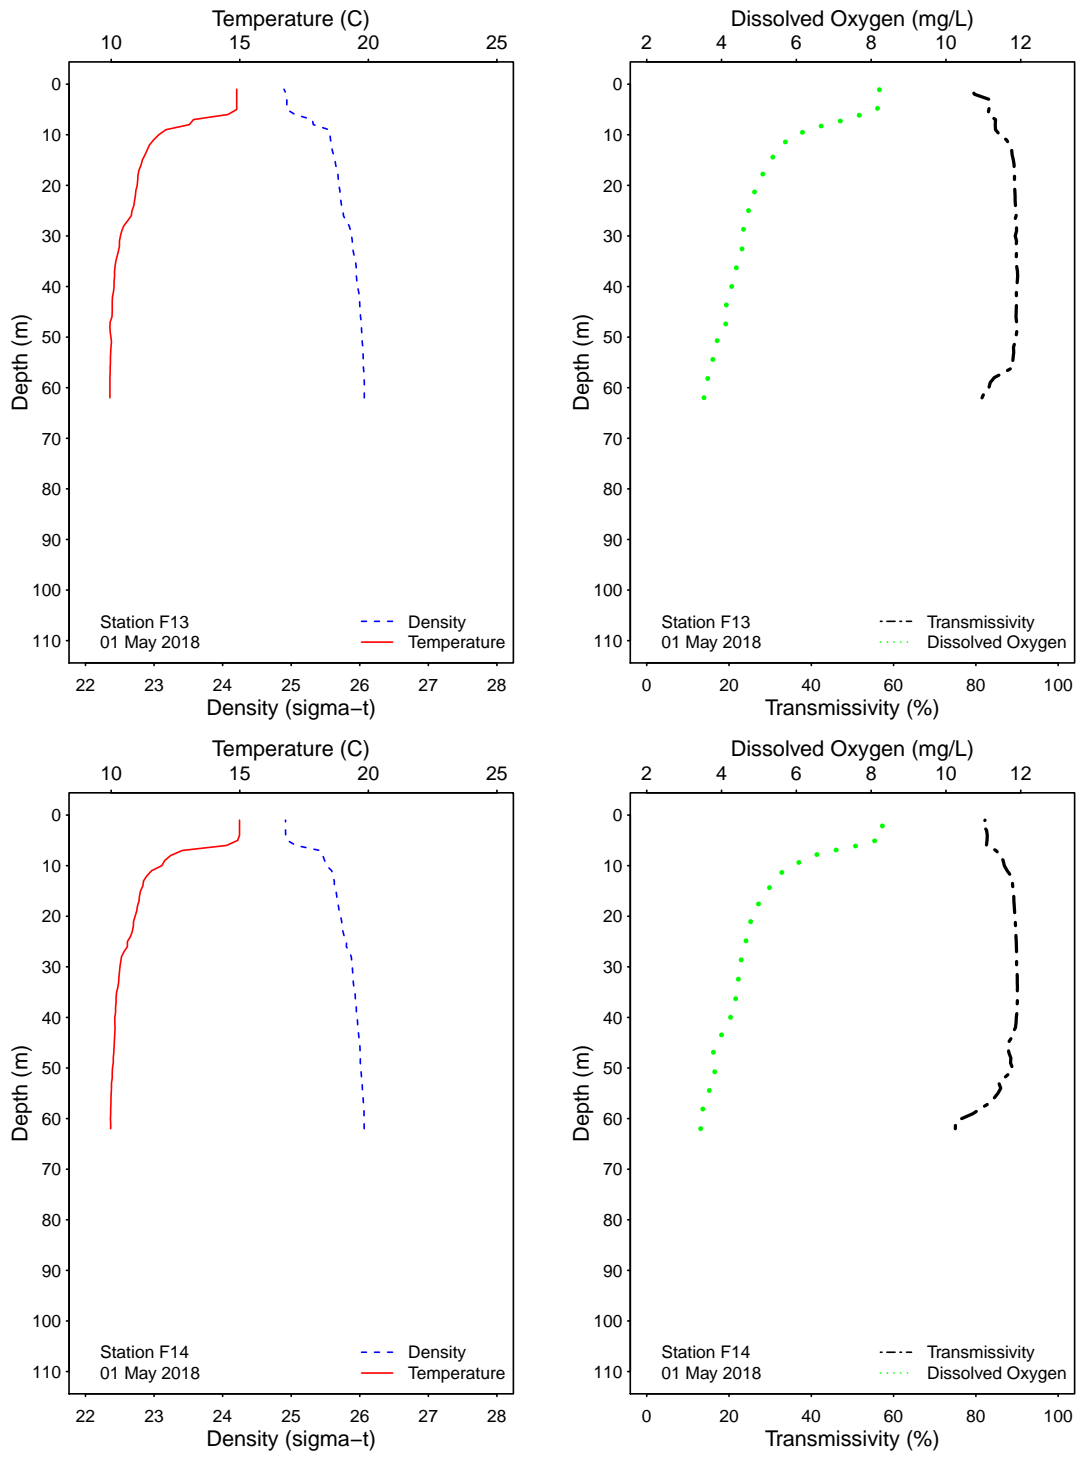 Temperature (C)
10 15 20 25
0
10
20
30
40
50
60
70
80
90
100
110
Depth (m)
Station F13
01 May 2018
Density
Temperature
22 23 24 25 26 27 28
Density (sigma−t)
Dissolved Oxygen (mg/L)
2 4 6 8 10 12
0
10
20
30
40
50
60
70
80
90
100
110
Depth (m)
Station F13
01 May 2018
Transmissivity
Dissolved Oxygen
0 20 40 60 80 100
Transmissivity (%)
Temperature (C)
10 15 20 25
0
10
20
30
40
50
60
70
80
90
100
110
Depth (m)
Station F14
01 May 2018
Density
Temperature
22 23 24 25 26 27 28
Density (sigma−t)
Dissolved Oxygen (mg/L)
2 4 6 8 10 12
0
10
20
30
40
50
60
70
80
90
100
110
Depth (m)
Station F14
01 May 2018
Transmissivity
Dissolved Oxygen
0 20 40 60 80 100
Transmissivity (%)